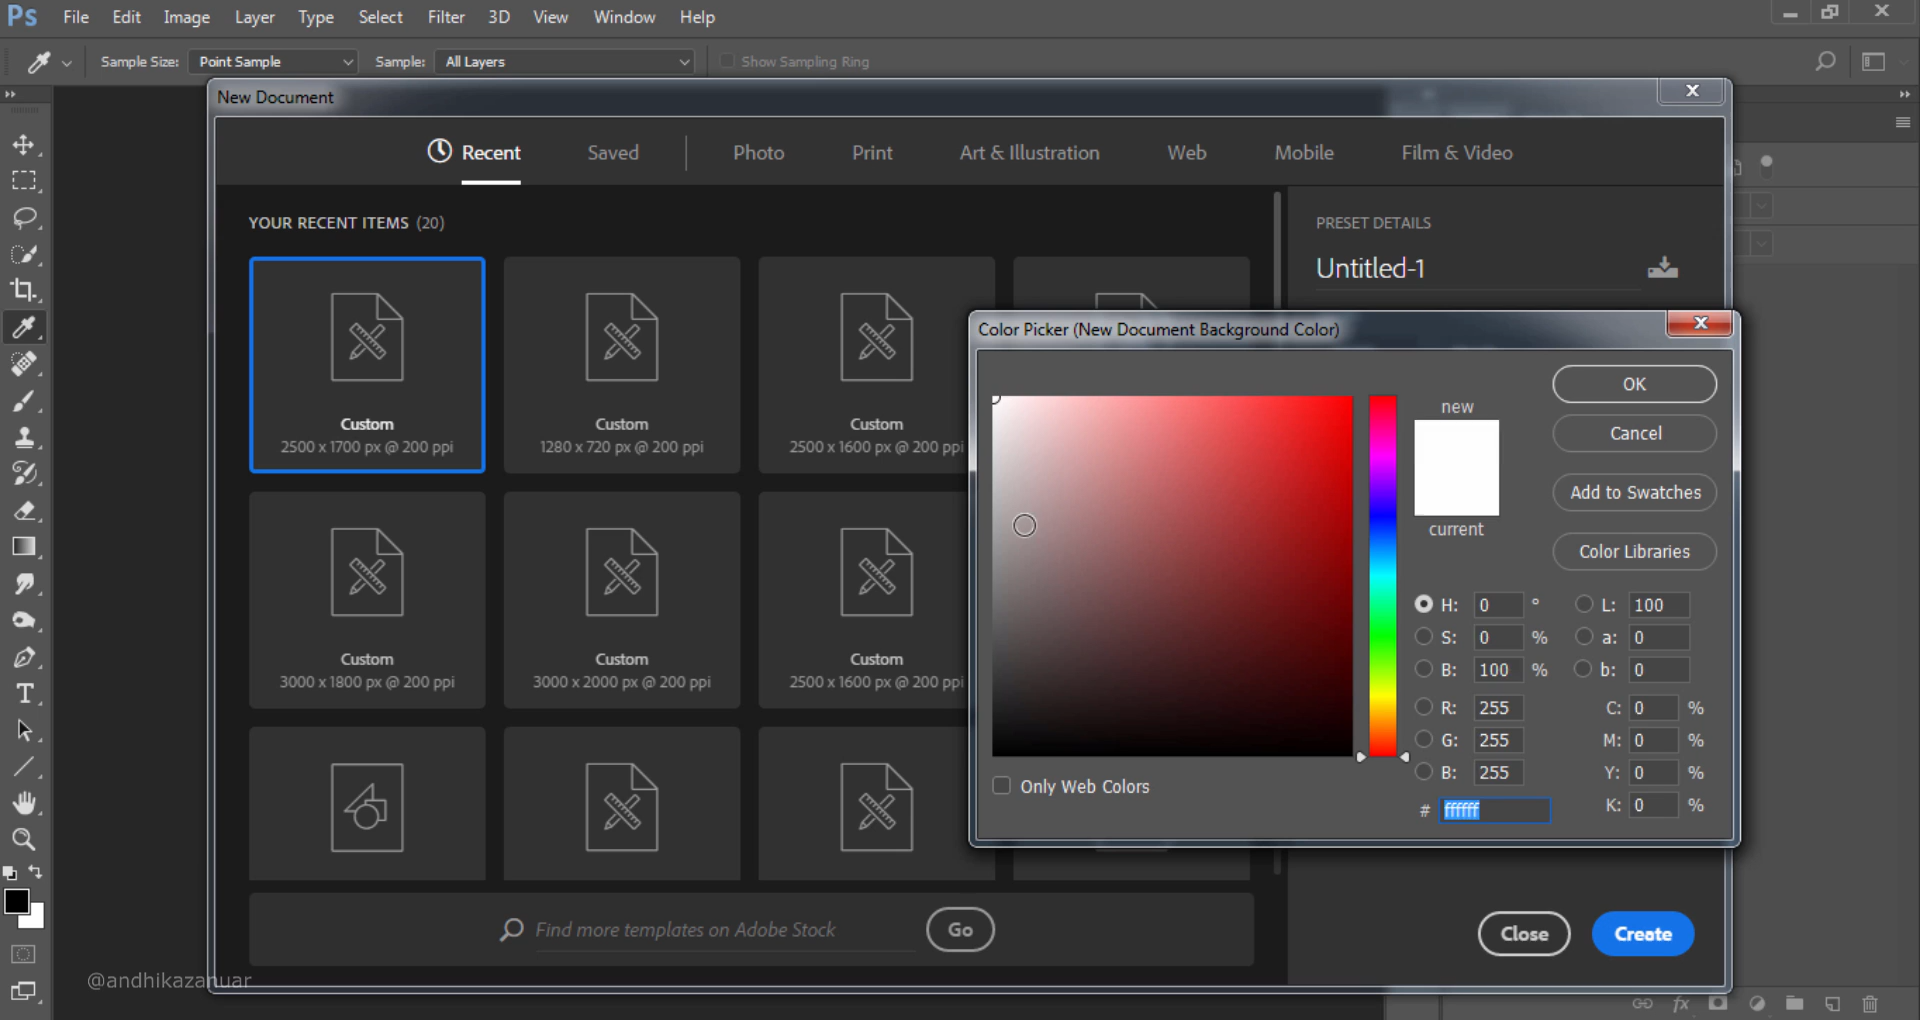 Ps File Edit Image Layer Type Select Filter 3D View Window Help
Sample Size: Point Sample Sample: All Layers Show Sampling Ring
New Document
Recent Saved Photo Print Art & Illustration Web Mobile Film & Video
YOUR RECENT ITEMS (20)
PRESET DETAILS
Untitled-1
Custom
2500 x 1700 px @ 200 ppi
Custom
1280 x 720 px @ 200 ppi
Custom
2500 x 1600 px @ 200 ppi
Custom
3000 x 1800 px @ 200 ppi
Custom
3000 x 2000 px @ 200 ppi
Custom
2500 x 1600 px @ 200 ppi
Find more templates on Adobe Stock
Go
Color Picker (New Document Background Color)
new
current
OK
Cancel
Add to Swatches
Color Libraries
H: 0 ° L: 100
S: 0 % a: 0
B: 100 % b: 0
R: 255 C: 0 %
G: 255 M: 0 %
B: 255 Y: 0 %
# ffffff K: 0 %
Only Web Colors
Close
Create
@andhikazanuar
fx